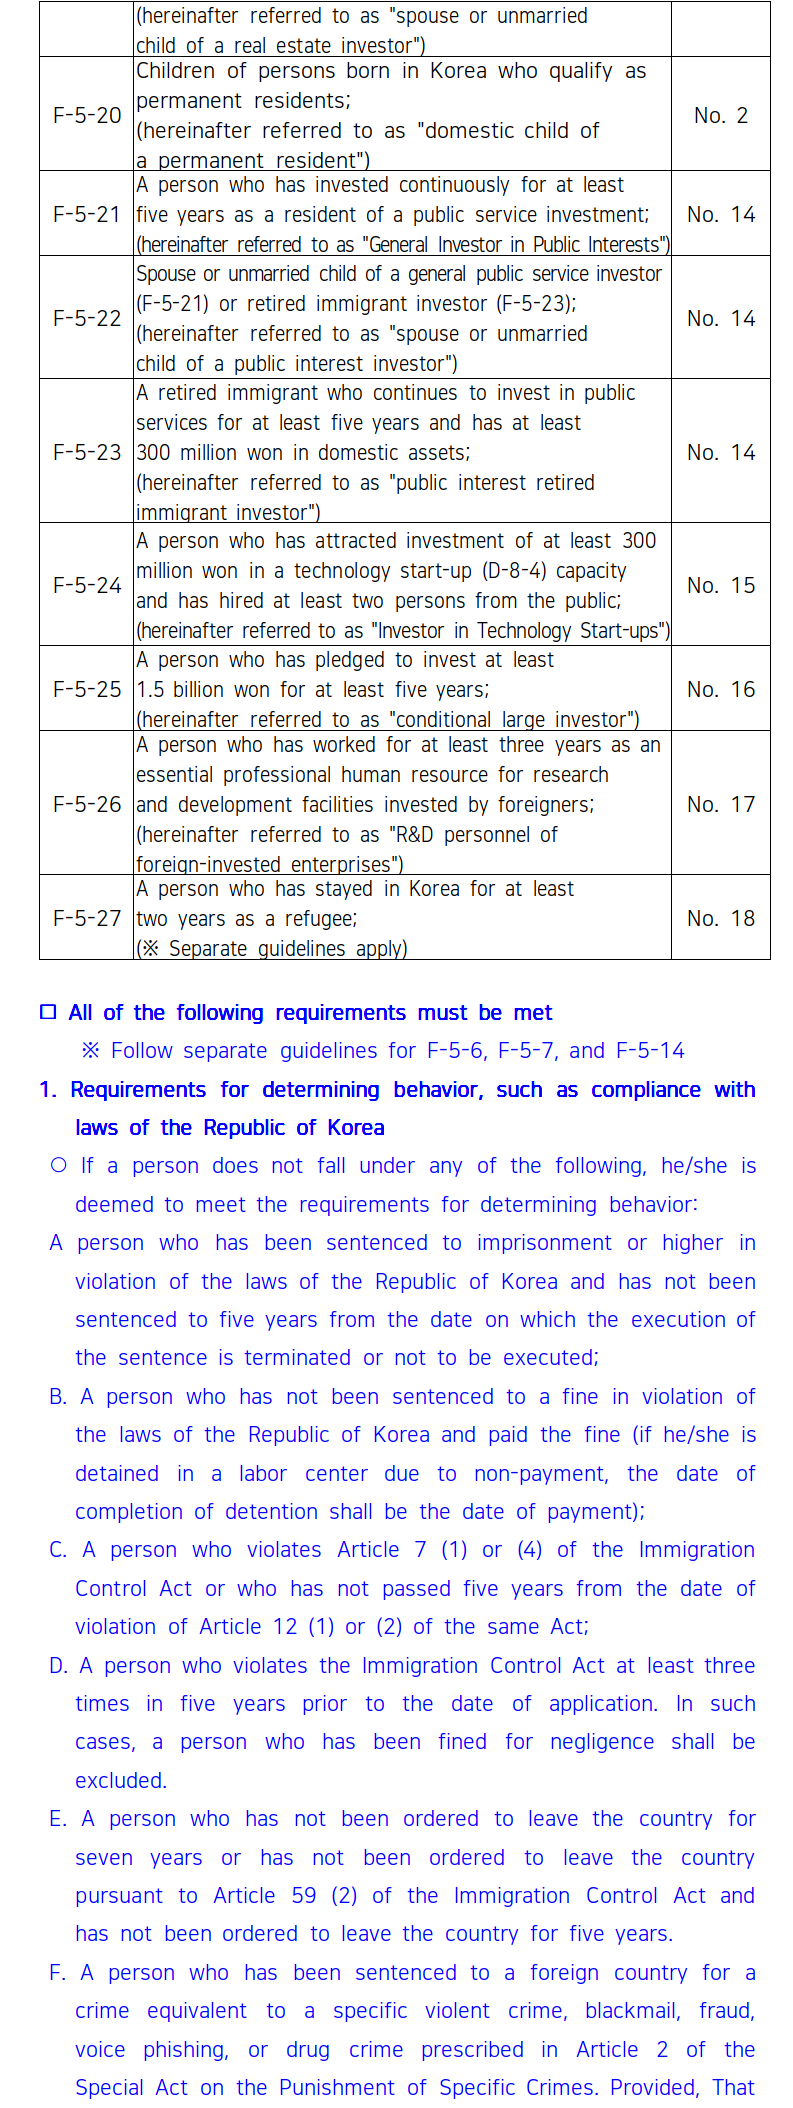 (hereinafter referred to as "spouse or unmarried
child of a real estate investor")
Children of persons born in Korea who qualify as
permanent residents;
F-5-20
(hereinafter referred to as "domestic child of
a permanent resident")
No. 2
A person who has invested continuously for at least
F-5-21 five years as a resident of a public service investment; No. 14
(hereinafter referred to as "General Investor in Public Interests")
Spouse or unmarried child of a general public service investor
(F-5-21) or retired immigrant investor (F-5-23);
F-5-22
(hereinafter referred to as "spouse or unmarried
child of a public interest investor")
No. 14
A retired immigrant who continues to invest in public
services for at least five years and has at least
F-5-23 300 million won in domestic assets; No. 14
(hereinafter referred to as "public interest retired
immigrant investor")
A person who has attracted investment of at least 300
million won in a technology start-up (D-8-4) capacity
F-5-24
and has hired at least two persons from the public;
(hereinafter referred to as "Investor in Technology Start-ups")
No. 15
A person who has pledged to invest at least
F-5-25 1.5 billion won for at least five years; No. 16
(hereinafter referred to as "conditional large investor")
A person who has worked for at least three years as an
essential professional human resource for research
F-5-26 and development facilities invested by foreigners; No. 17
(hereinafter referred to as "R&D personnel of
foreign-invested enterprises")
A person who has stayed in Korea for at least
F-5-27 two years as a refugee; No. 18
(※ Separate guidelines apply)
□ All of the following requirements must be met
※ Follow separate guidelines for F-5-6, F-5-7, and F-5-14
1. Requirements for determining behavior, such as compliance with
laws of the Republic of Korea
○ If a person does not fall under any of the following, he/she is
deemed to meet the requirements for determining behavior:
A person who has been sentenced to imprisonment or higher in
violation of the laws of the Republic of Korea and has not been
sentenced to five years from the date on which the execution of
the sentence is terminated or not to be executed;
B. A person who has not been sentenced to a fine in violation of
the laws of the Republic of Korea and paid the fine (if he/she is
detained in a labor center due to non-payment, the date of
completion of detention shall be the date of payment);
C. A person who violates Article 7 (1) or (4) of the Immigration
Control Act or who has not passed five years from the date of
violation of Article 12 (1) or (2) of the same Act;
D. A person who violates the Immigration Control Act at least three
times in five years prior to the date of application. In such
cases, a person who has been fined for negligence shall be
excluded.
E. A person who has not been ordered to leave the country for
seven years or has not been ordered to leave the country
pursuant to Article 59 (2) of the Immigration Control Act and
has not been ordered to leave the country for five years.
F. A person who has been sentenced to a foreign country for a
crime equivalent to a specific violent crime, blackmail, fraud,
voice phishing, or drug crime prescribed in Article 2 of the
Special Act on the Punishment of Specific Crimes. Provided, That